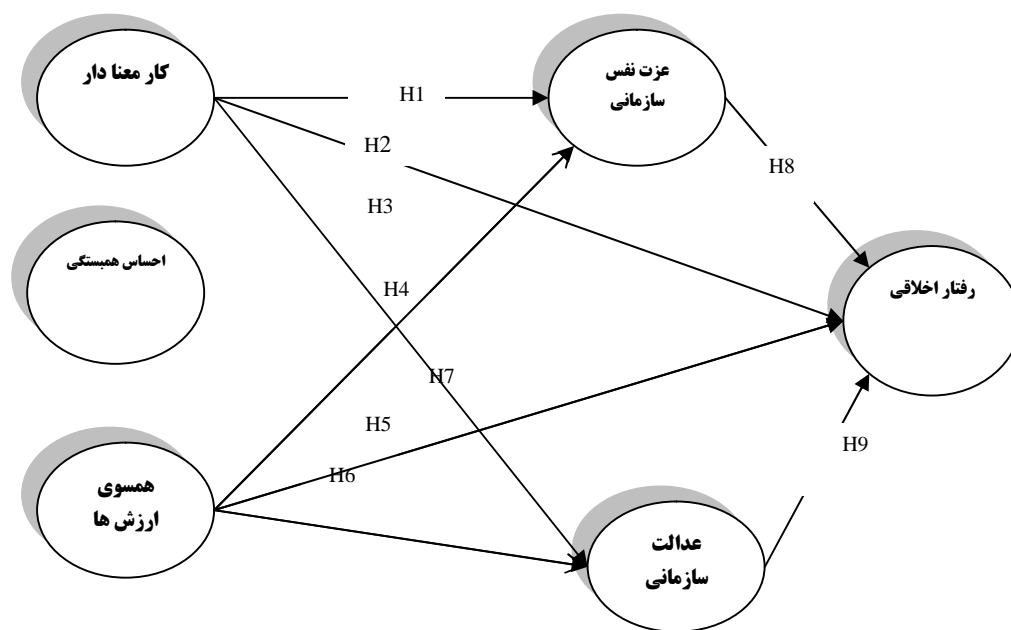 کار معنا دار
عزت نفس
سازمانی
H1
H2
H8
H3
احساس همبستگی
رفتار اخلاقی
H4
H7
H5
H9
H6
همسوی
ارزش ها
عدالت
سازمانی